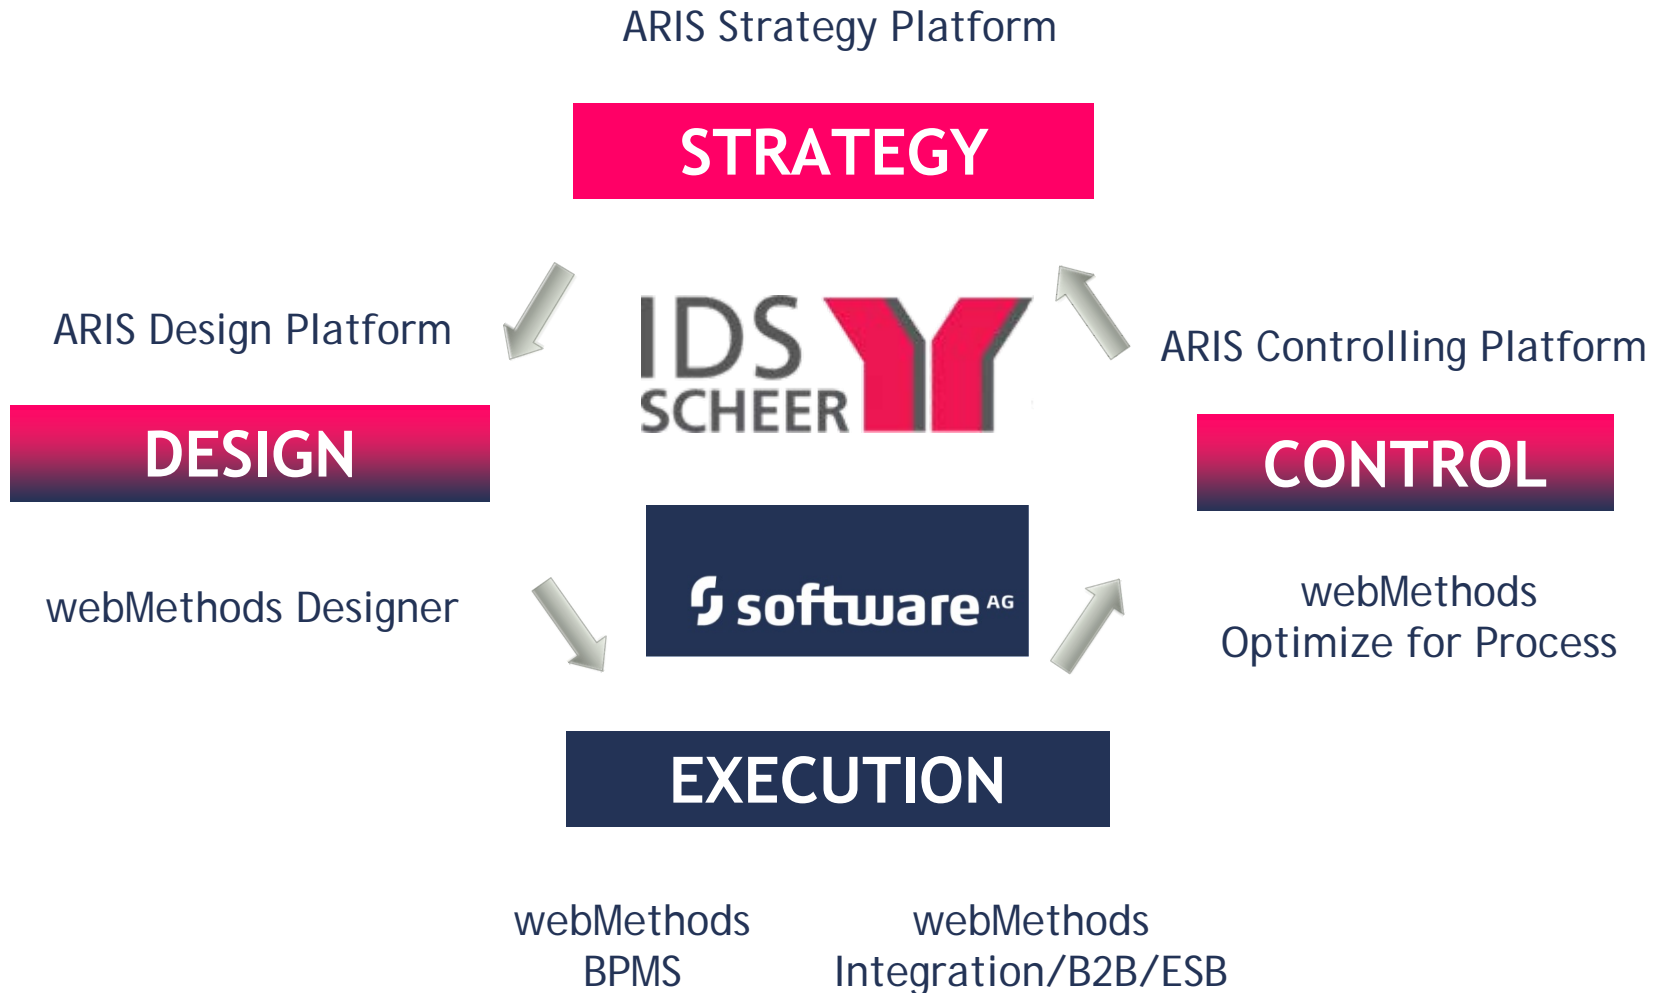 ARIS Strategy Platform
STRATEGY
ARIS Design Platform
IDS
SCHEER
ARIS Controlling Platform
DESIGN
CONTROL
webMethods Designer
software AG
webMethods
Optimize for Process
EXECUTION
webMethods
BPMS
webMethods
Integration/B2B/ESB